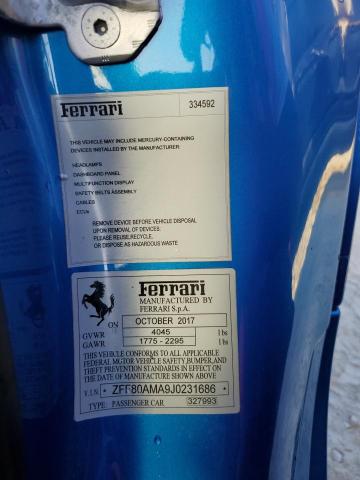 Ferrari 334592
THIS VEHICLE MAY INCLUDE MERCURY-CONTAINING
DEVICES INSTALLED BY THE MANUFACTURER:
HEADLAMPS
DASHBOARD PANEL
MULTIFUNCTION DISPLAY
SAFETY BELTS ASSEMBLY
CABLES
ECUs
REMOVE DEVICE BEFORE VEHICLE DISPOSAL
UPON REMOVAL OF DEVICES:
PLEASE REUSE,RECYCLE,
OR DISPOSE AS HAZARDOUS WASTE
Ferrari
MANUFACTURED BY
FERRARI S.p.A.
ON OCTOBER 2017
GVWR 4045 lbs
GAWR 1775 - 2295 lbs
THIS VEHICLE CONFORMS TO ALL APPLICABLE
FEDERAL MOTOR VEHICLE SAFETY,BUMPER,AND
THEFT PREVENTION STANDARDS IN EFFECT ON
THE DATE OF MANUFACTURE SHOWN ABOVE
V.I.N. * ZFF80AMA9J0231686 *
TYPE: PASSENGER CAR 327993